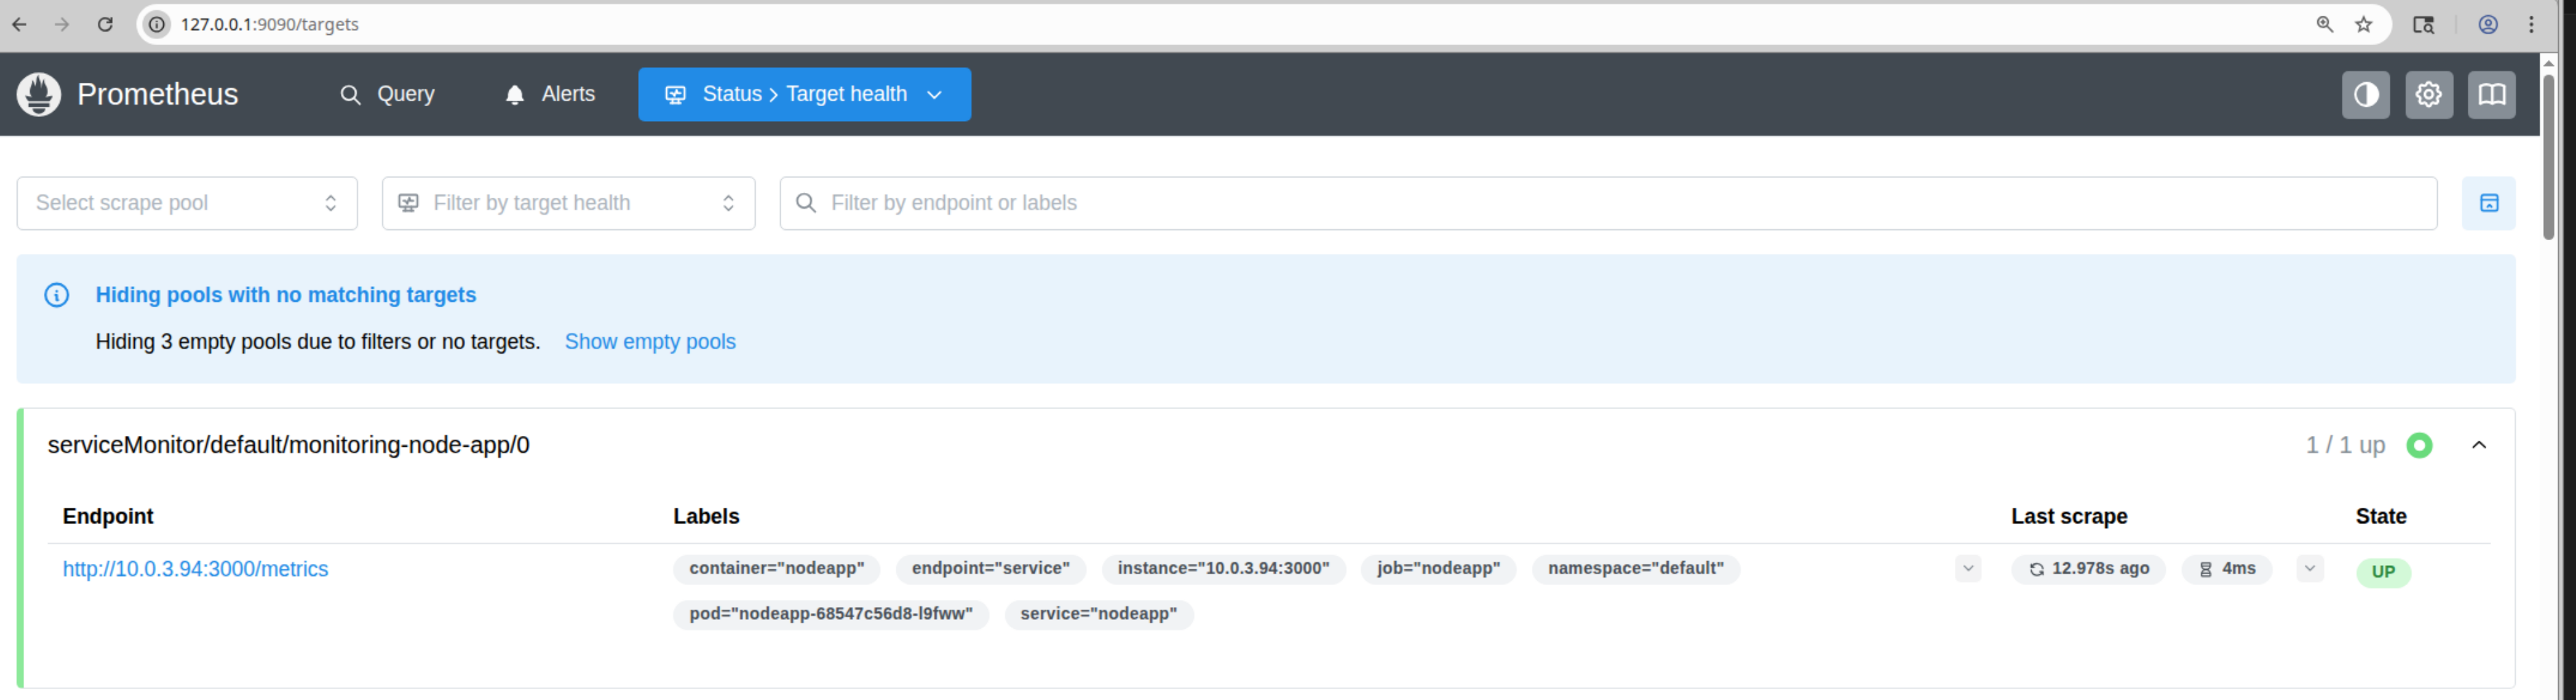 127.0.0.1:9090/targets
Prometheus Query Alerts Status > Target health
Select scrape pool Filter by target health Filter by endpoint or labels
Hiding pools with no matching targets
Hiding 3 empty pools due to filters or no targets. Show empty pools
serviceMonitor/default/monitoring-node-app/0 1 / 1 up
Endpoint Labels Last scrape State
http://10.0.3.94:3000/metrics container="nodeapp" endpoint="service" instance="10.0.3.94:3000" job="nodeapp" namespace="default" 12.978s ago 4ms UP
pod="nodeapp-68547c56d8-l9fww" service="nodeapp"